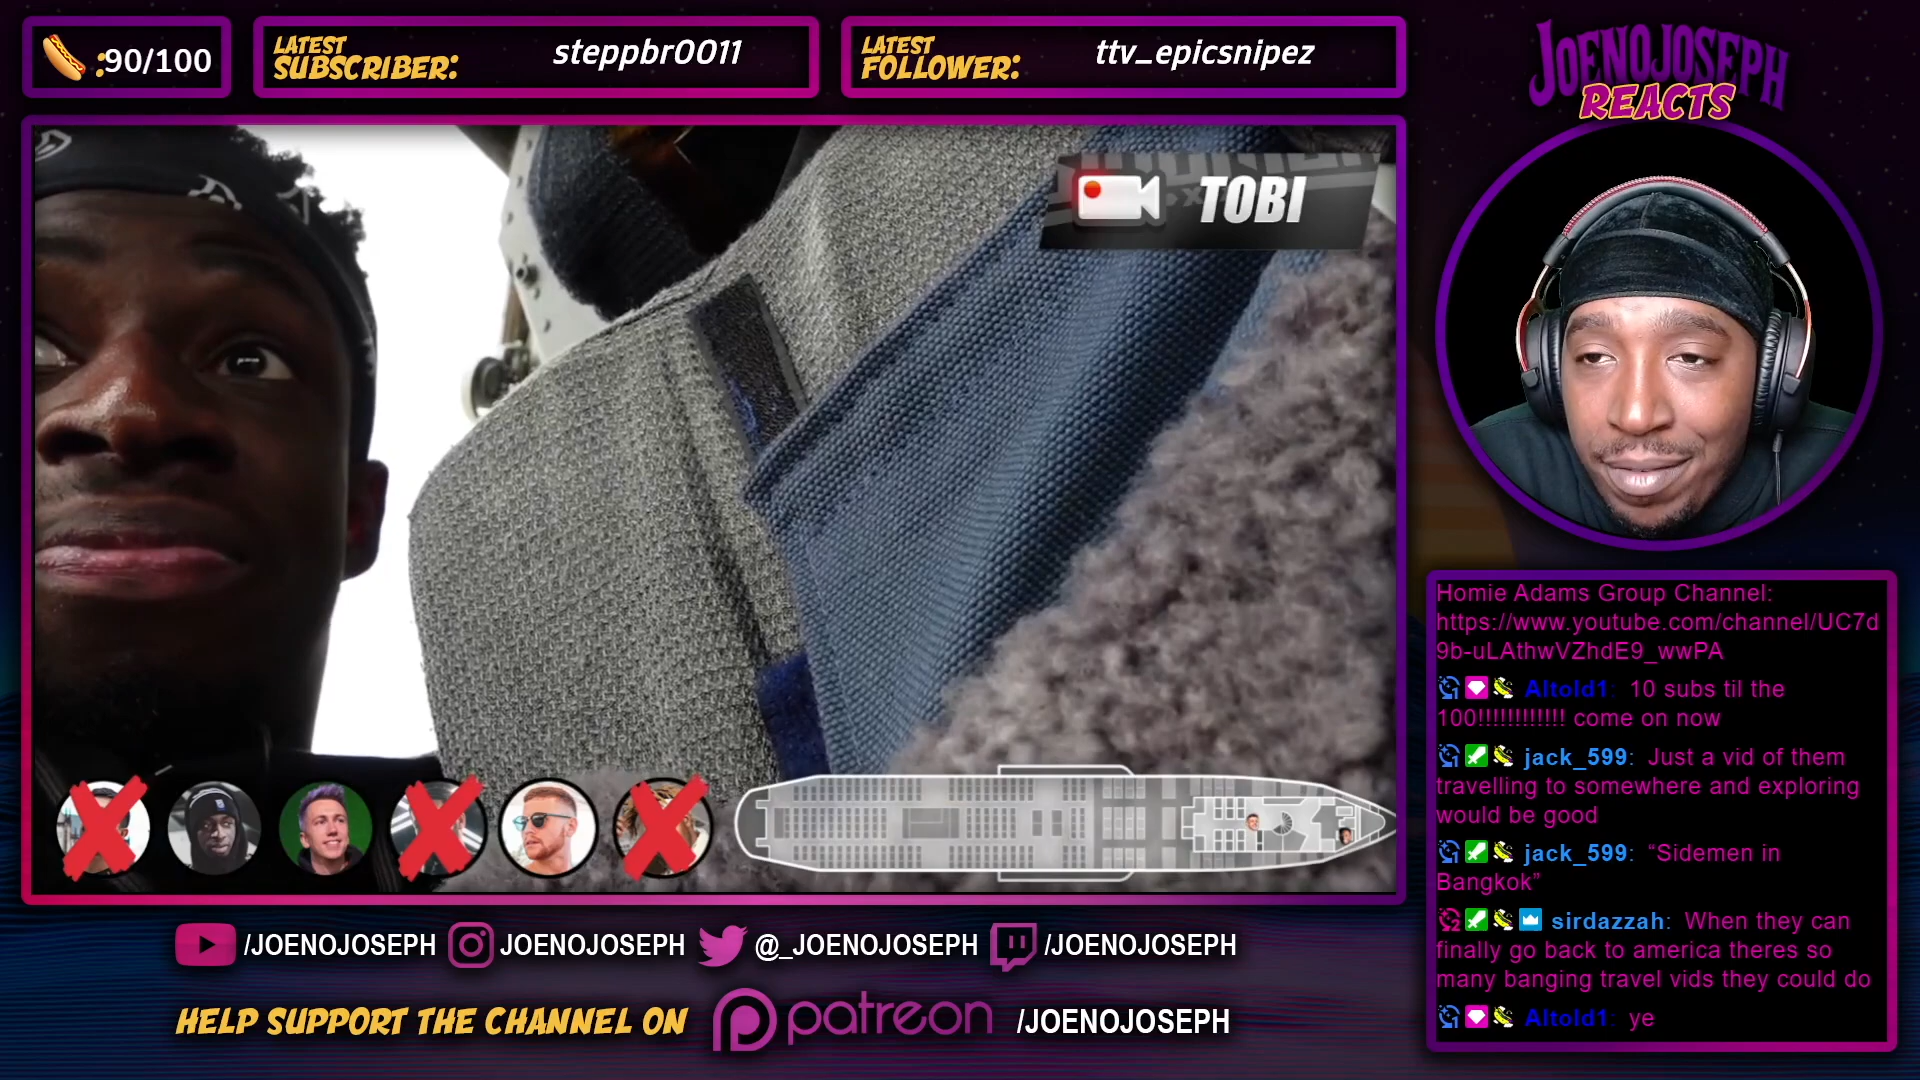 :90/100
LATEST
SUBSCRIBER:
steppbr0011
LATEST
FOLLOWER:
ttv_epicsnipez
JOENOJOSEPH
REACTS
TOBI
Homie Adams Group Channel:
https://www.youtube.com/channel/UC7d
9b-uLAthwVZhdE9_wwPA
Altold1: 10 subs til the
100!!!!!!!!!!!! come on now
jack_599: Just a vid of them
travelling to somewhere and exploring
would be good
jack_599: “Sidemen in
Bangkok”
sirdazzah: When they can
finally go back to america theres so
many banging travel vids they could do
Altold1: ye
/JOENOJOSEPH JOENOJOSEPH @_JOENOJOSEPH /JOENOJOSEPH
HELP SUPPORT THE CHANNEL ON patreon /JOENOJOSEPH